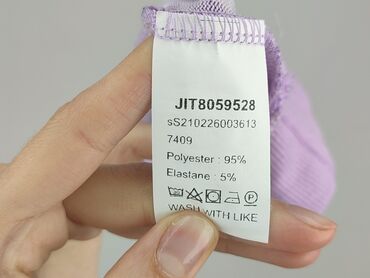 JIT8059528
sS210226003613
7409
Polyester : 95%
Elastane : 5%
WASH WITH LIKE